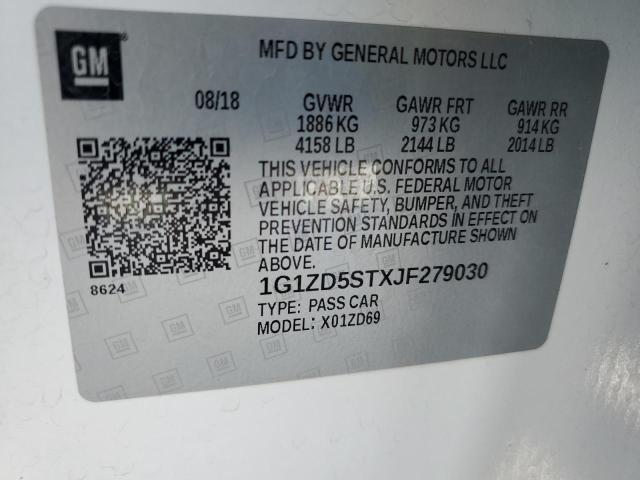 GM
MFD BY GENERAL MOTORS LLC
08/18 GVWR GAWR FRT GAWR RR
1886 KG 973 KG 914 KG
4158 LB 2144 LB 2014 LB
THIS VEHICLE CONFORMS TO ALL
APPLICABLE U.S. FEDERAL MOTOR
VEHICLE SAFETY, BUMPER, AND THEFT
PREVENTION STANDARDS IN EFFECT ON
THE DATE OF MANUFACTURE SHOWN
ABOVE.
8624
1G1ZD5STXJF279030
TYPE: PASS CAR
MODEL: X01ZD69